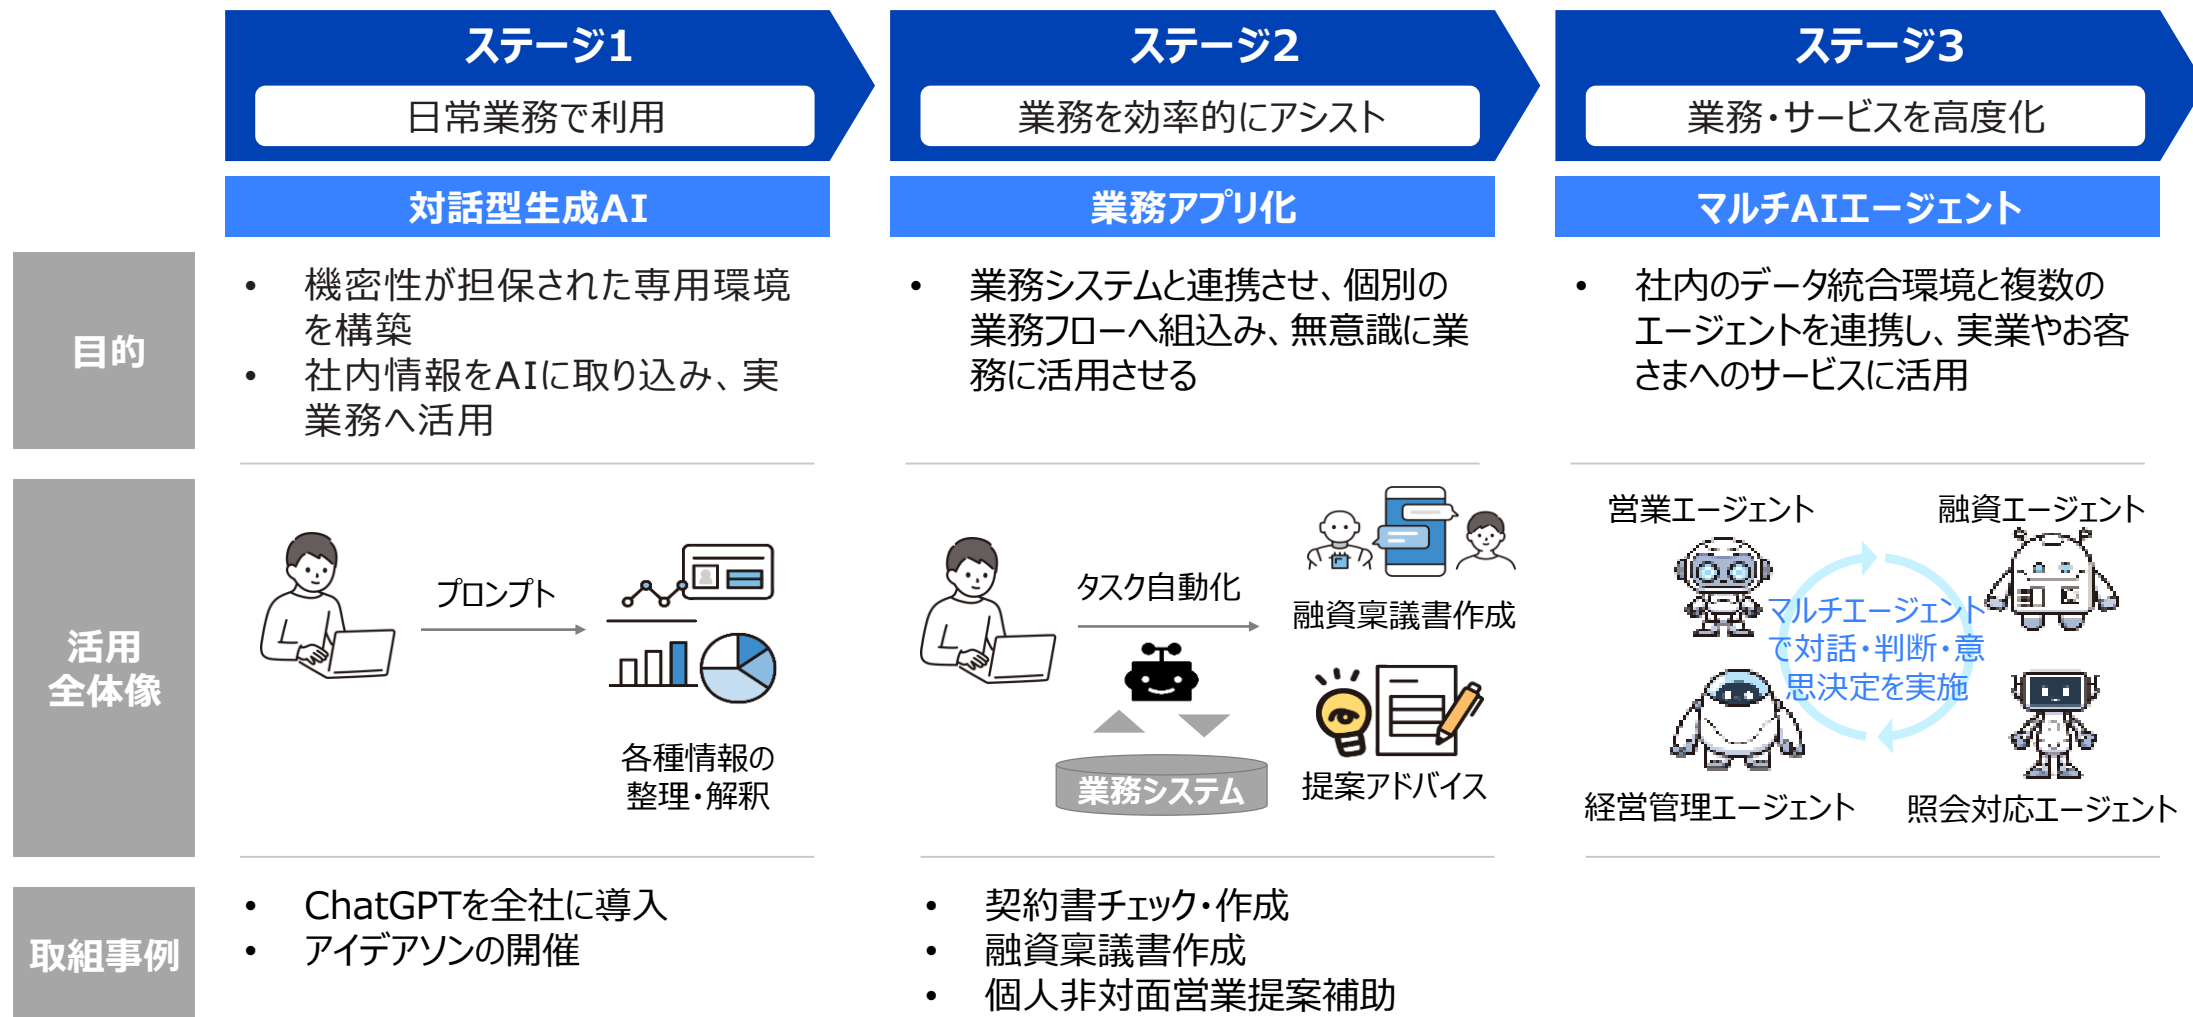 ステージ1
日常業務で利用
対話型生成AI
ステージ2
業務を効率的にアシスト
業務アプリ化
ステージ3
業務・サービスを高度化
マルチAIエージェント
目的
• 機密性が担保された専用環境
を構築
• 社内情報をAIに取り込み、実
業務へ活用
• 業務システムと連携させ、個別の
業務フローへ組込み、無意識に業
務に活用させる
• 社内のデータ統合環境と複数の
エージェントを連携し、実業やお客
さまへのサービスに活用
活用
全体像
プロンプト
各種情報の
整理・解釈
タスク自動化
業務システム
融資稟議書作成
提案アドバイス
営業エージェント
融資エージェント
マルチエージェント
で対話・判断・意
思決定を実施
経営管理エージェント
照会対応エージェント
取組事例
• ChatGPTを全社に導入
• アイデアソンの開催
• 契約書チェック・作成
• 融資稟議書作成
• 個人非対面営業提案補助